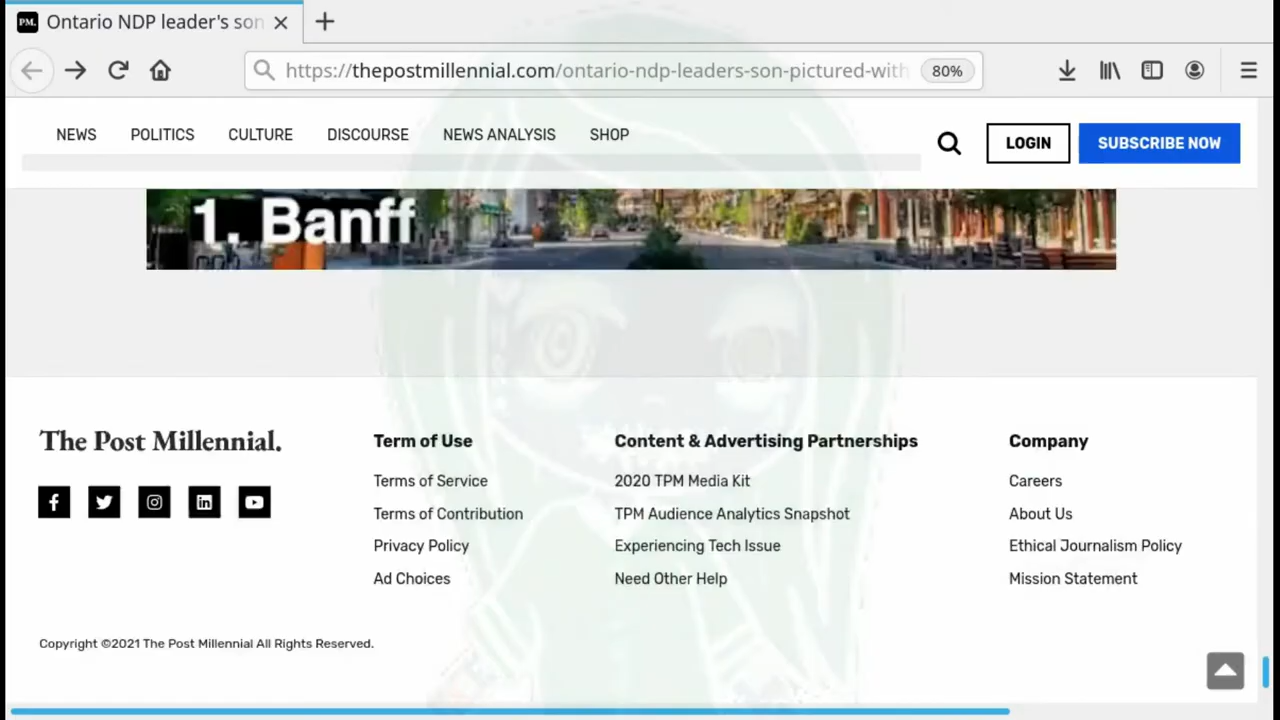 PM.
Ontario NDP leader's son
https://thepostmillennial.com/ontario-ndp-leaders-son-pictured-with
80%
NEWS POLITICS CULTURE DISCOURSE NEWS ANALYSIS SHOP
LOGIN
SUBSCRIBE NOW
1. Banff
The Post Millennial.
Term of Use
Terms of Service
Terms of Contribution
Privacy Policy
Ad Choices
Content & Advertising Partnerships
2020 TPM Media Kit
TPM Audience Analytics Snapshot
Experiencing Tech Issue
Need Other Help
Company
Careers
About Us
Ethical Journalism Policy
Mission Statement
Copyright ©2021 The Post Millennial All Rights Reserved.